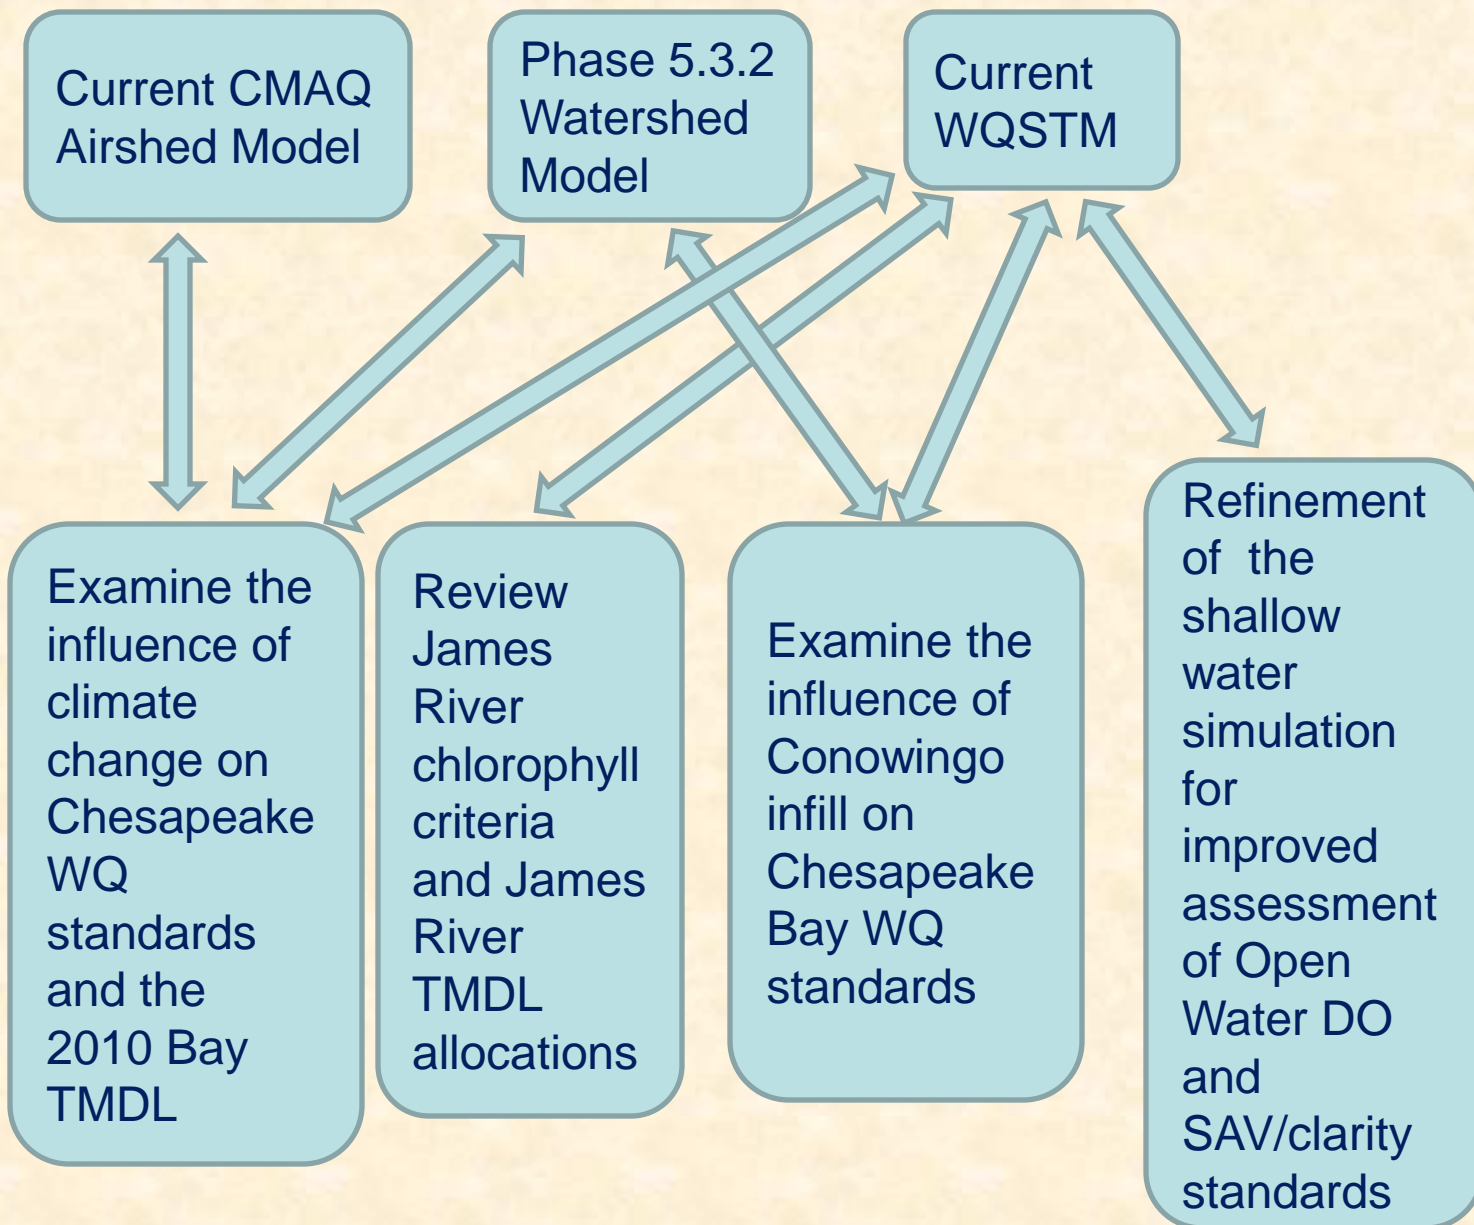 Current CMAQ
Airshed Model
Phase 5.3.2
Watershed
Model
Current
WQSTM
Examine the
influence of
climate
change on
Chesapeake
WQ
standards
and the
2010 Bay
TMDL
Review
James
River
chlorophyll
criteria
and James
River
TMDL
allocations
Examine the
influence of
Conowingo
infill on
Chesapeake
Bay WQ
standards
Refinement
of  the
shallow
water
simulation
for
improved
assessment
of Open
Water DO
and
SAV/clarity
standards